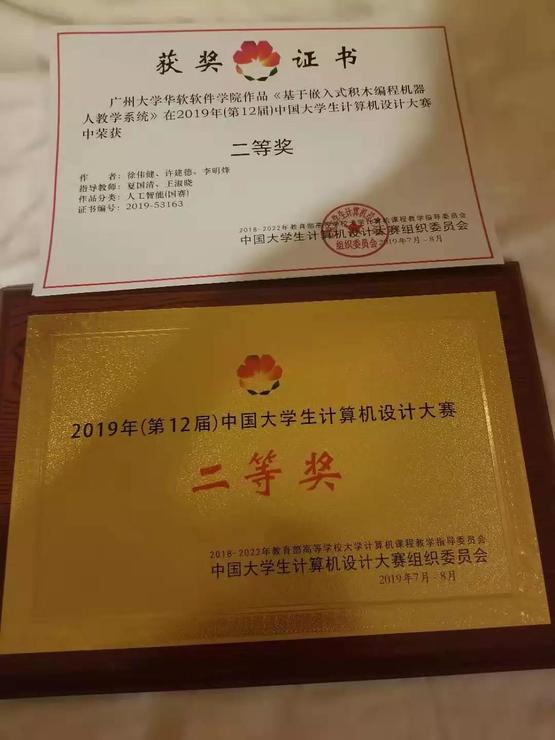 获奖证书
广州大学华软软件学院作品《基于嵌入式积木编程机器
人教学系统》在2019年(第12届)中国大学生计算机设计大赛
中荣获
二等奖
作者:徐伟健、许建德、李明烽
指导教师:夏国清、王淑晓
作品分类:人工智能(国赛)
证书编号:2019-53163
2018-2022年教育部高等学校大学计算机课程教学指导委员会
中国大学生计算机设计大赛组织委员会
组织委员会
2019年7月-8月
2019年(第12届)中国大学生计算机设计大赛
二等奖
2018-2022年教育部高等学校大学计算机课程教学指导委员会
中国大学生计算机设计大赛组织委员会
2019年7月-8月